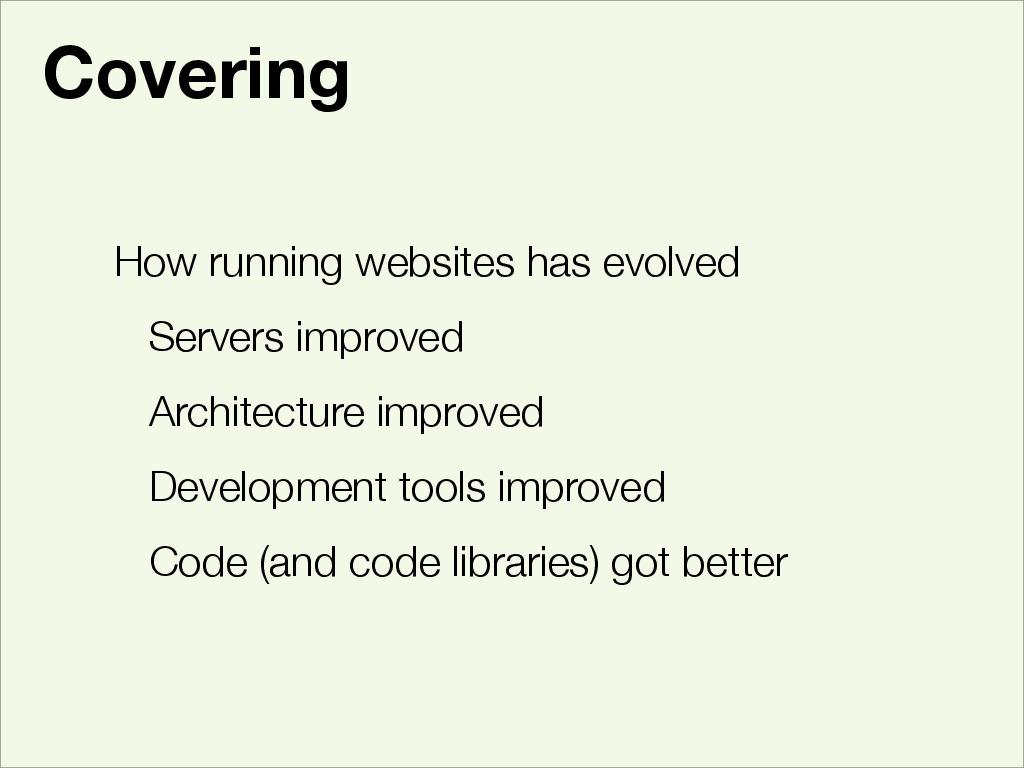 Covering
How running websites has evolved
Servers improved
Architecture improved
Development tools improved
Code (and code libraries) got better